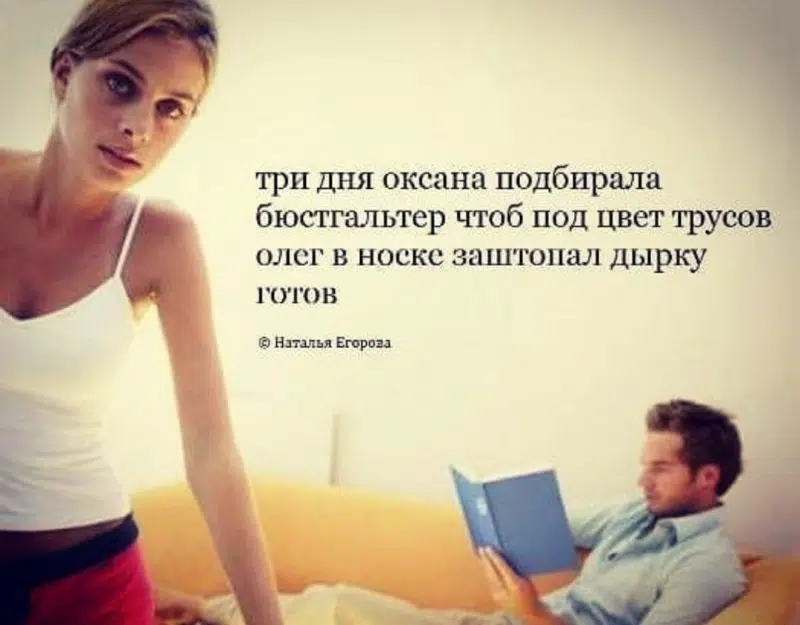 три дня оксана подбирала
бюстгальтер чтоб под цвет трусов
олег в носке заштопал дырку
готов
© Наталья Егорова